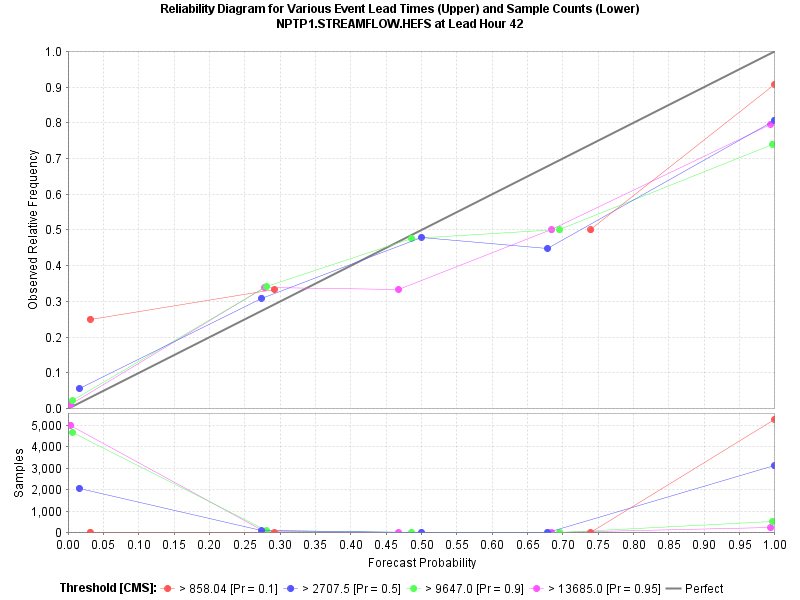 Reliability Diagram for Various Event Lead Times (Upper) and Sample Counts (Lower)
NPTP1.STREAMFLOW.HEFS at Lead Hour 42
Observed Relative Frequency
1.0
0.9
0.8
0.7
0.6
0.5
0.4
0.3
0.2
0.1
0.0
Samples
5,000
4,000
3,000
2,000
1,000
0
0.00 0.05 0.10 0.15 0.20 0.25 0.30 0.35 0.40 0.45 0.50 0.55 0.60 0.65 0.70 0.75 0.80 0.85 0.90 0.95 1.00
Forecast Probability
Threshold [CMS]: > 858.04 [Pr = 0.1] > 2707.5 [Pr = 0.5] > 9647.0 [Pr = 0.9] > 13685.0 [Pr = 0.95] Perfect